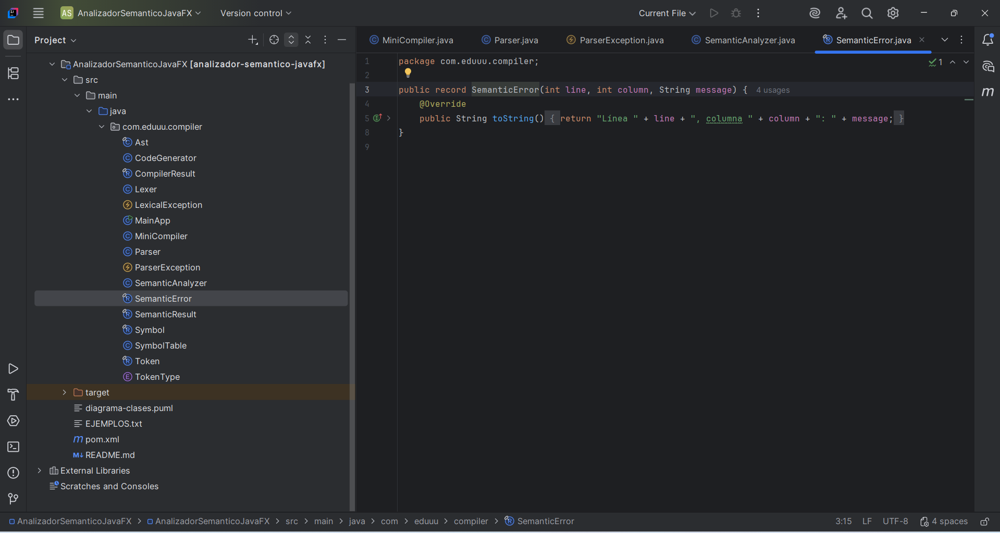 AS AnalizadorSemanticoJavaFX Version control Current File
Project
AnalizadorSemanticoJavaFX [analizador-semantico-javafx]
src
main
java
com.eduuu.compiler
Ast
CodeGenerator
CompilerResult
Lexer
LexicalException
MainApp
MiniCompiler
Parser
ParserException
SemanticAnalyzer
SemanticError
SemanticResult
Symbol
SymbolTable
Token
TokenType
target
diagrama-clases.puml
EJEMPLOS.txt
m pom.xml
M↓ README.md
External Libraries
Scratches and Consoles
MiniCompiler.java Parser.java ParserException.java SemanticAnalyzer.java SemanticError.java
1 package com.eduuu.compiler; 1
2
3 public record SemanticError(int line, int column, String message) { 4 usages
4 @Override
5 public String toString() { return "Línea " + line + ", columna " + column + ": " + message; }
8 }
9
AnalizadorSemanticoJavaFX > AnalizadorSemanticoJavaFX > src > main > java > com > eduuu > compiler > SemanticError 3:15 LF UTF-8 4 spaces